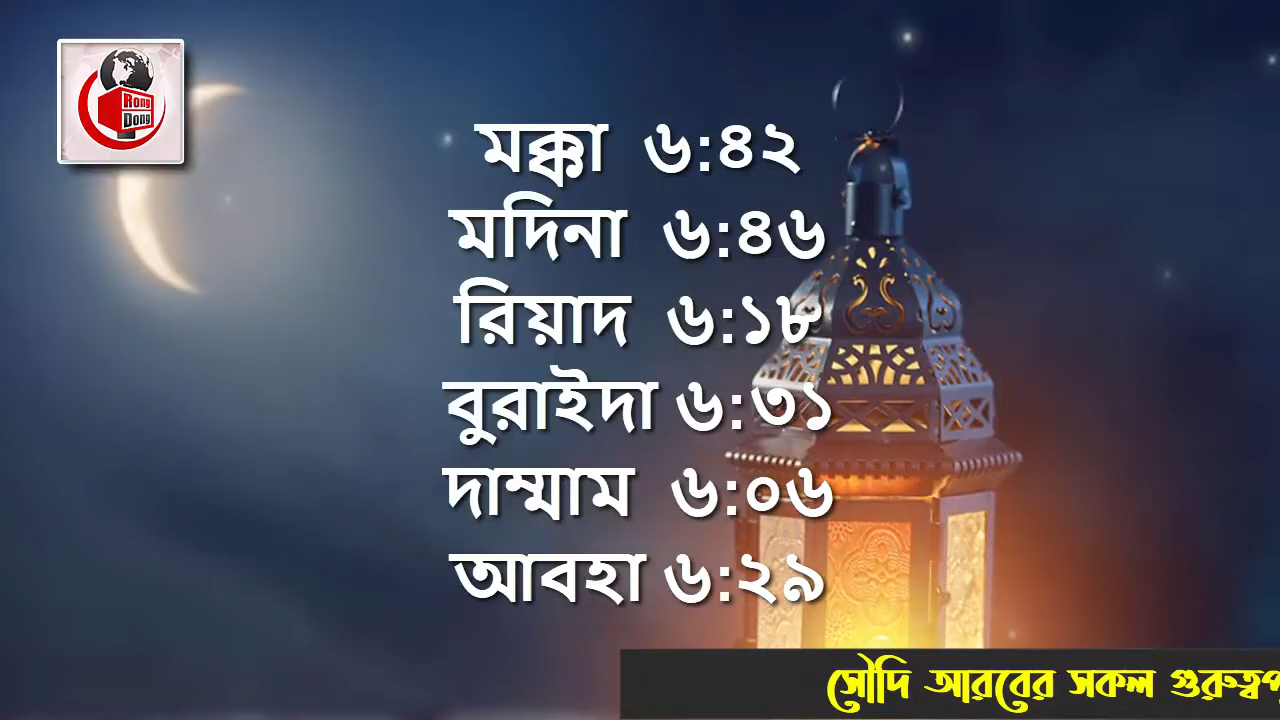 Rong
Dong
মক্কা ৬:৪২
মদিনা ৬:৪৬
রিয়াদ ৬:১৮
বুরাইদা ৬:৩১
দাম্মাম ৬:০৬
আবহা ৬:২৯
সৌদি আরবের সকল